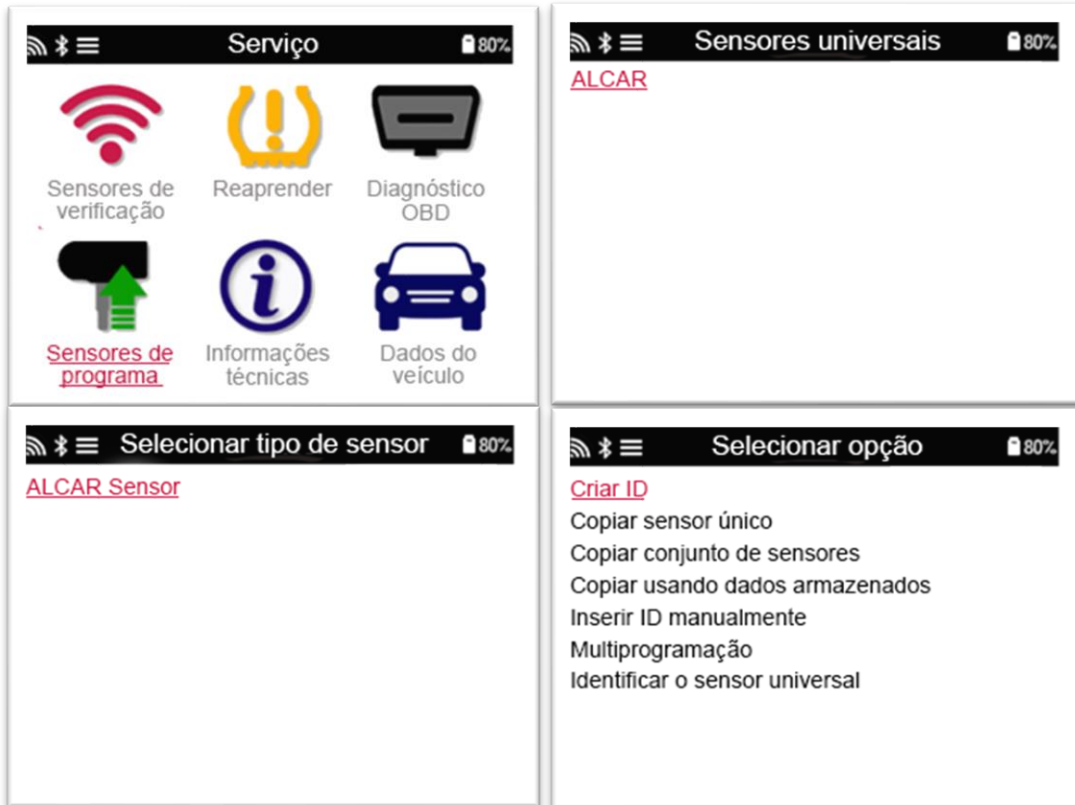 Serviço
80%
Sensores de
verificação
Reaprender
Diagnóstico
OBD
Sensores de
programa
Informações
técnicas
Dados do
veículo
Sensores universais
80%
ALCAR
Selecionar tipo de sensor
80%
ALCAR Sensor
Selecionar opção
80%
Criar ID
Copiar sensor único
Copiar conjunto de sensores
Copiar usando dados armazenados
Inserir ID manualmente
Multiprogramação
Identificar o sensor universal